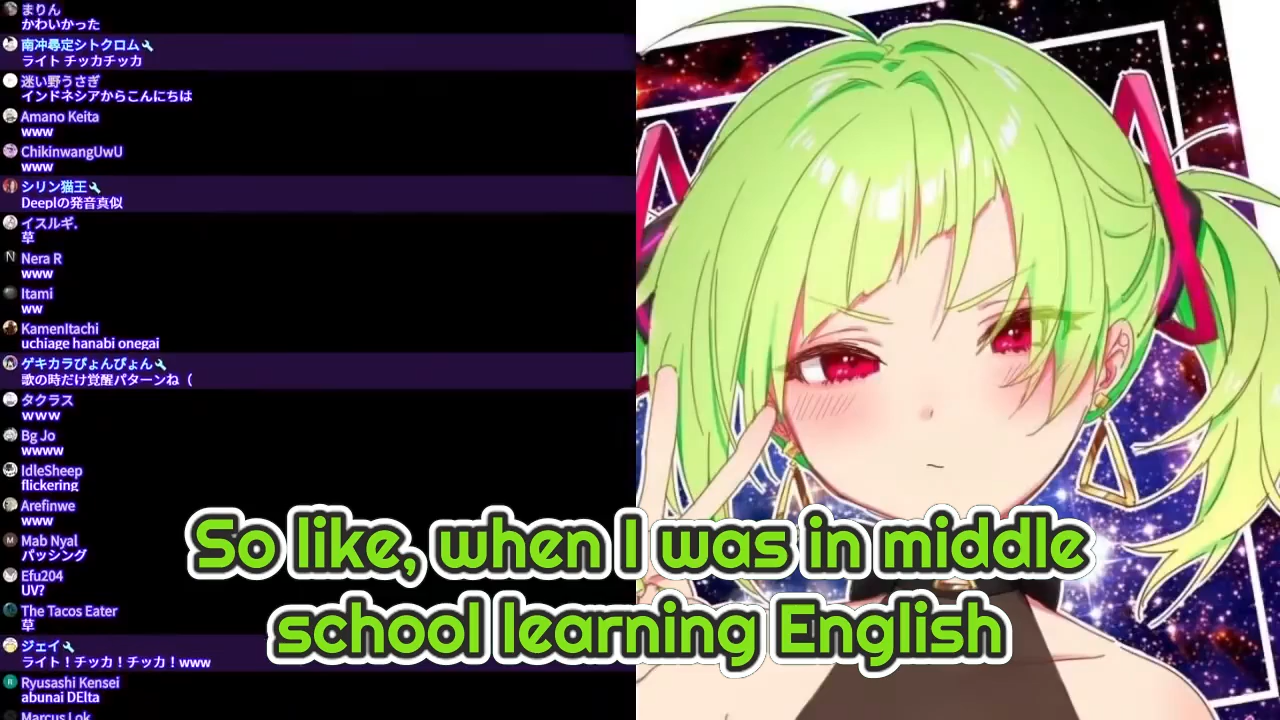 まりん
かわいかった
南冲尋定シトクロム
ライト チッカチッカ
迷い野うさぎ
インドネシアからこんにちは
Amano Keita
www
ChikinwangUwU
www
シリン猫王
Deeplの発音真似
イスルギ.
草
Nera R
www
Itami
ww
KamenItachi
uchiage hanabi onegai
ゲキカラぴょんぴょん
歌の時だけ覚醒パターンね（
タクラス
ｗｗｗ
Bg Jo
wwww
IdleSheep
flickering
Arefinwe
www
Mab Nyal
パッシング
Efu204
UV?
The Tacos Eater
草
ジェイ
ライト！チッカ！チッカ！www
Ryusashi Kensei
abunai DElta
Marcus Lok
So like, when I was in middle
school learning English